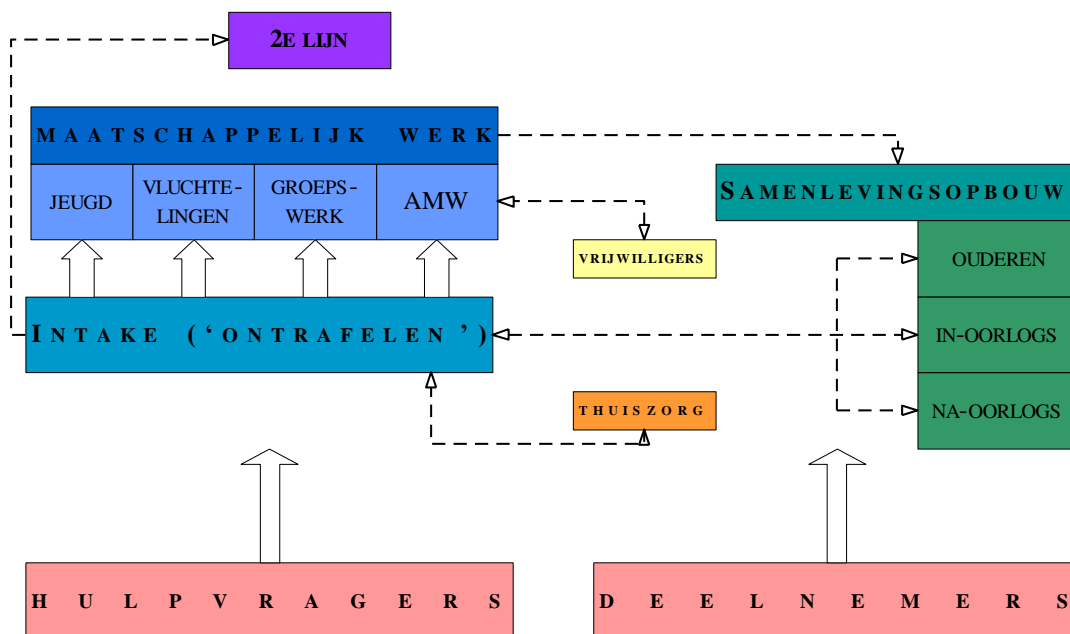 2E LIJN
MAATSCHAPPELIJK WERK
JEUGD
VLUCHTE-
LINGEN
GROEPS-
WERK
AMW
SAMENLEVINGSOPBOUW
VRIJWILLIGERS
OUDEREN
INTAKE (‘ONTRAFELEN’)
IN-OORLOGS
THUISZORG
NA-OORLOGS
HULPVRAGERS
DEELNEMERS